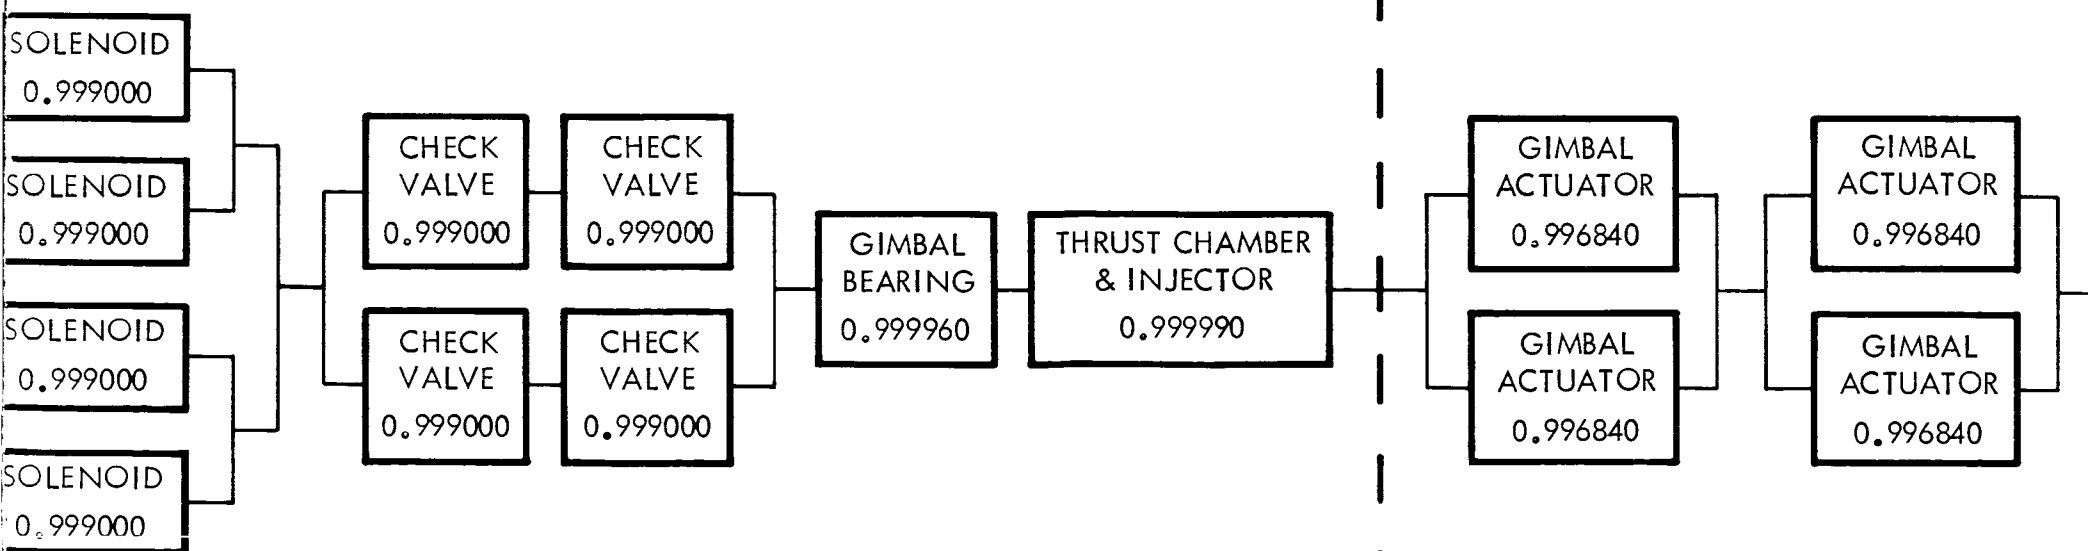 SOLENOID
0.999000
SOLENOID
0.999000
SOLENOID
0.999000
SOLENOID
0.999000
CHECK
VALVE
0.999000
CHECK
VALVE
0.999000
CHECK
VALVE
0.999000
CHECK
VALVE
0.999000
GIMBAL
BEARING
0.999960
THRUST CHAMBER
& INJECTOR
0.999990
GIMBAL
ACTUATOR
0.996840
GIMBAL
ACTUATOR
0.996840
GIMBAL
ACTUATOR
0.996840
GIMBAL
ACTUATOR
0.996840